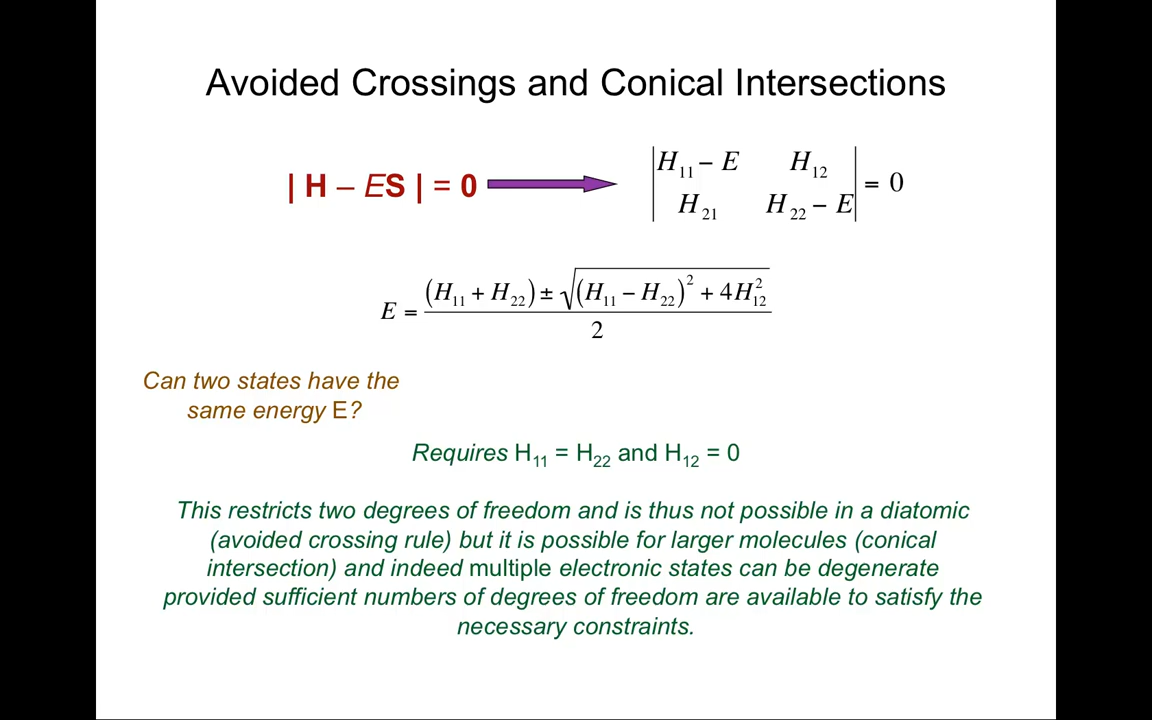 Avoided Crossings and Conical Intersections
| H – ES | = 0
| H₁₁ – E  H₁₂ |
| H₂₁  H₂₂ – E | = 0
E = ((H₁₁ + H₂₂) ± √((H₁₁ – H₂₂)² + 4H₁₂²)) / 2
Can two states have the
same energy E?
Requires H₁₁ = H₂₂ and H₁₂ = 0
This restricts two degrees of freedom and is thus not possible in a diatomic
(avoided crossing rule) but it is possible for larger molecules (conical
intersection) and indeed multiple electronic states can be degenerate
provided sufficient numbers of degrees of freedom are available to satisfy the
necessary constraints.